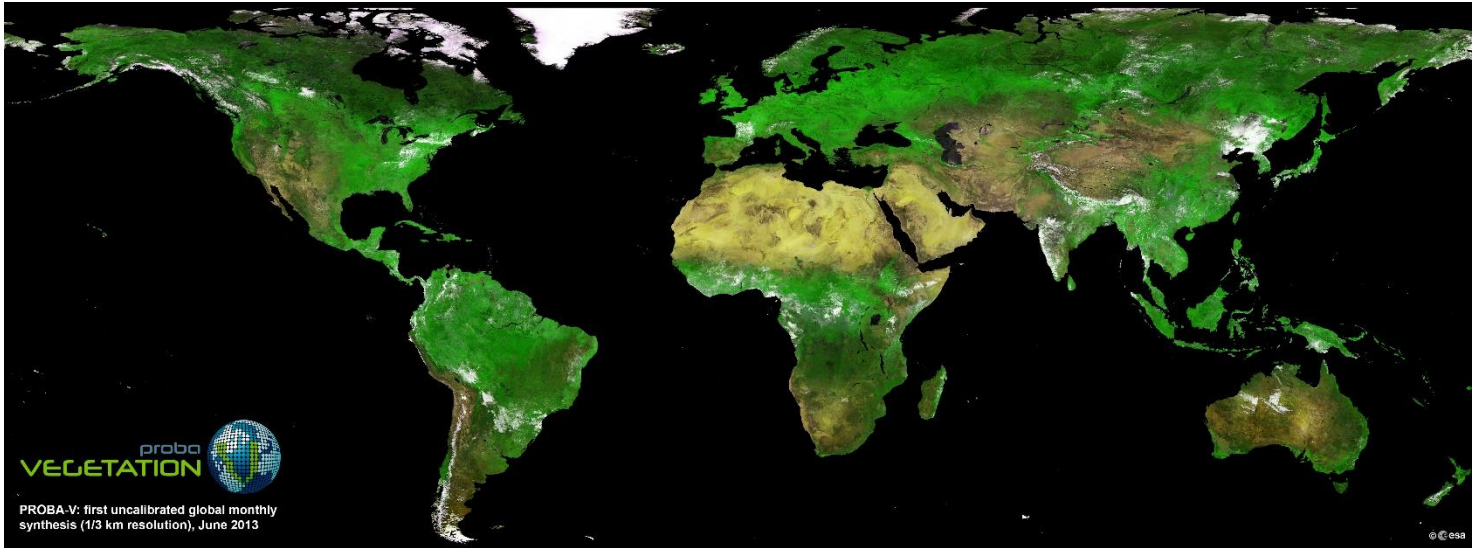 proba
VEGETATION
PROBA-V: first uncalibrated global monthly
synthesis (1/3 km resolution), June 2013
© esa